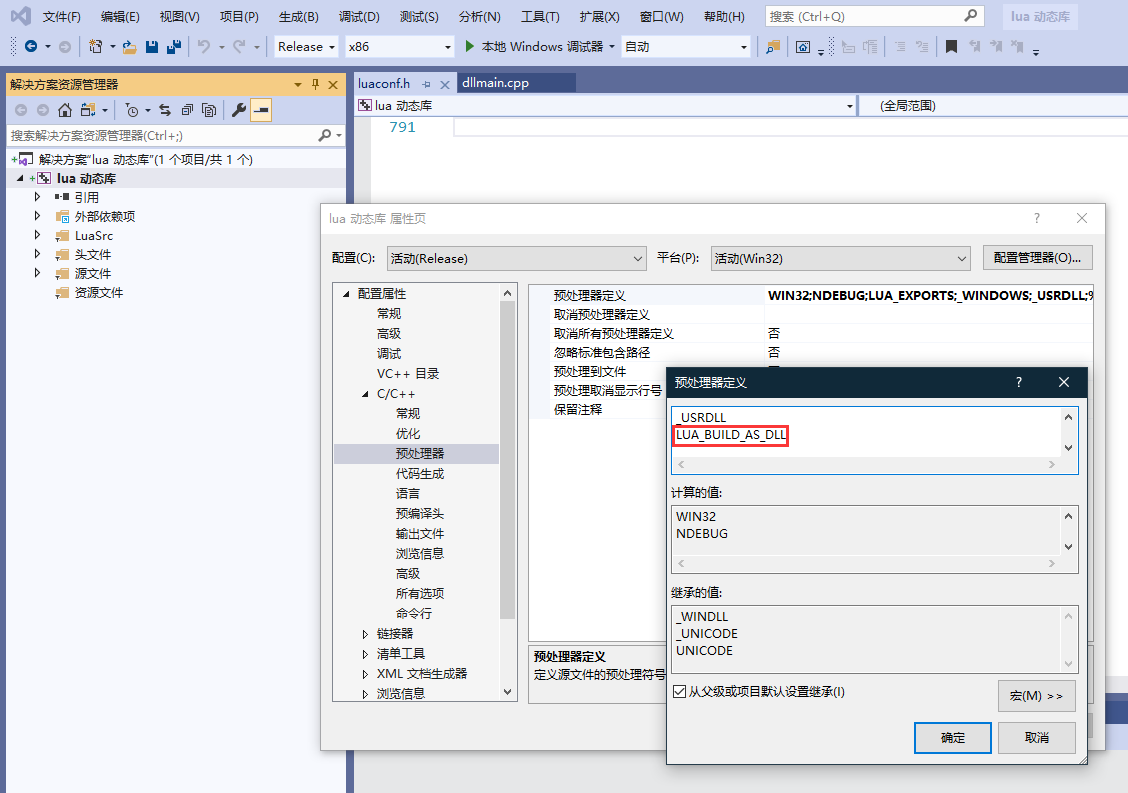 文件(F) 编辑(E) 视图(V) 项目(P) 生成(B) 调试(D) 测试(S) 分析(N) 工具(T) 扩展(X) 窗口(W) 帮助(H) 搜索 (Ctrl+Q) lua 动态库
Release x86 本地 Windows 调试器 自动
解决方案资源管理器
搜索解决方案资源管理器(Ctrl+;)
解决方案"lua 动态库"(1 个项目/共 1 个)
lua 动态库
引用
外部依赖项
LuaSrc
头文件
源文件
资源文件
luaconf.h dllmain.cpp
lua 动态库 (全局范围)
791
lua 动态库 属性页 ?
配置(C): 活动(Release) 平台(P): 活动(Win32) 配置管理器(O)...
配置属性
常规
高级
调试
VC++ 目录
C/C++
常规
优化
预处理器
代码生成
语言
预编译头
输出文件
浏览信息
高级
所有选项
命令行
链接器
清单工具
XML 文档生成器
浏览信息
预处理器定义 WIN32;NDEBUG;LUA_EXPORTS;_WINDOWS;_USRDLL;%
取消预处理器定义
取消所有预处理器定义 否
忽略标准包含路径 否
预处理到文件
预处理取消显示行号
保留注释
预处理器定义
定义源文件的预处理符号
预处理器定义 ?
_USRDLL
LUA_BUILD_AS_DLL
计算的值:
WIN32
NDEBUG
继承的值:
_WINDLL
_UNICODE
UNICODE
从父级或项目默认设置继承(I)
宏(M) >>
确定 取消